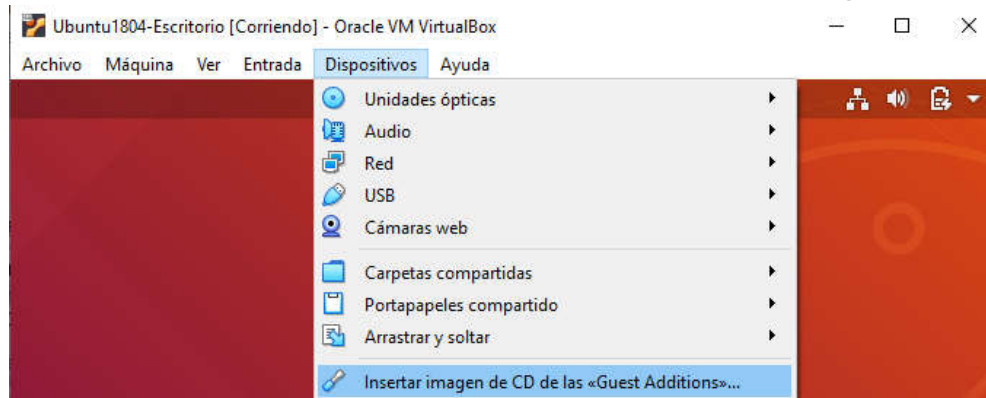 Ubuntu1804-Escritorio [Corriendo] - Oracle VM VirtualBox
Archivo Máquina Ver Entrada Dispositivos Ayuda
Unidades ópticas
Audio
Red
USB
Cámaras web
Carpetas compartidas
Portapapeles compartido
Arrastrar y soltar
Insertar imagen de CD de las «Guest Additions»...